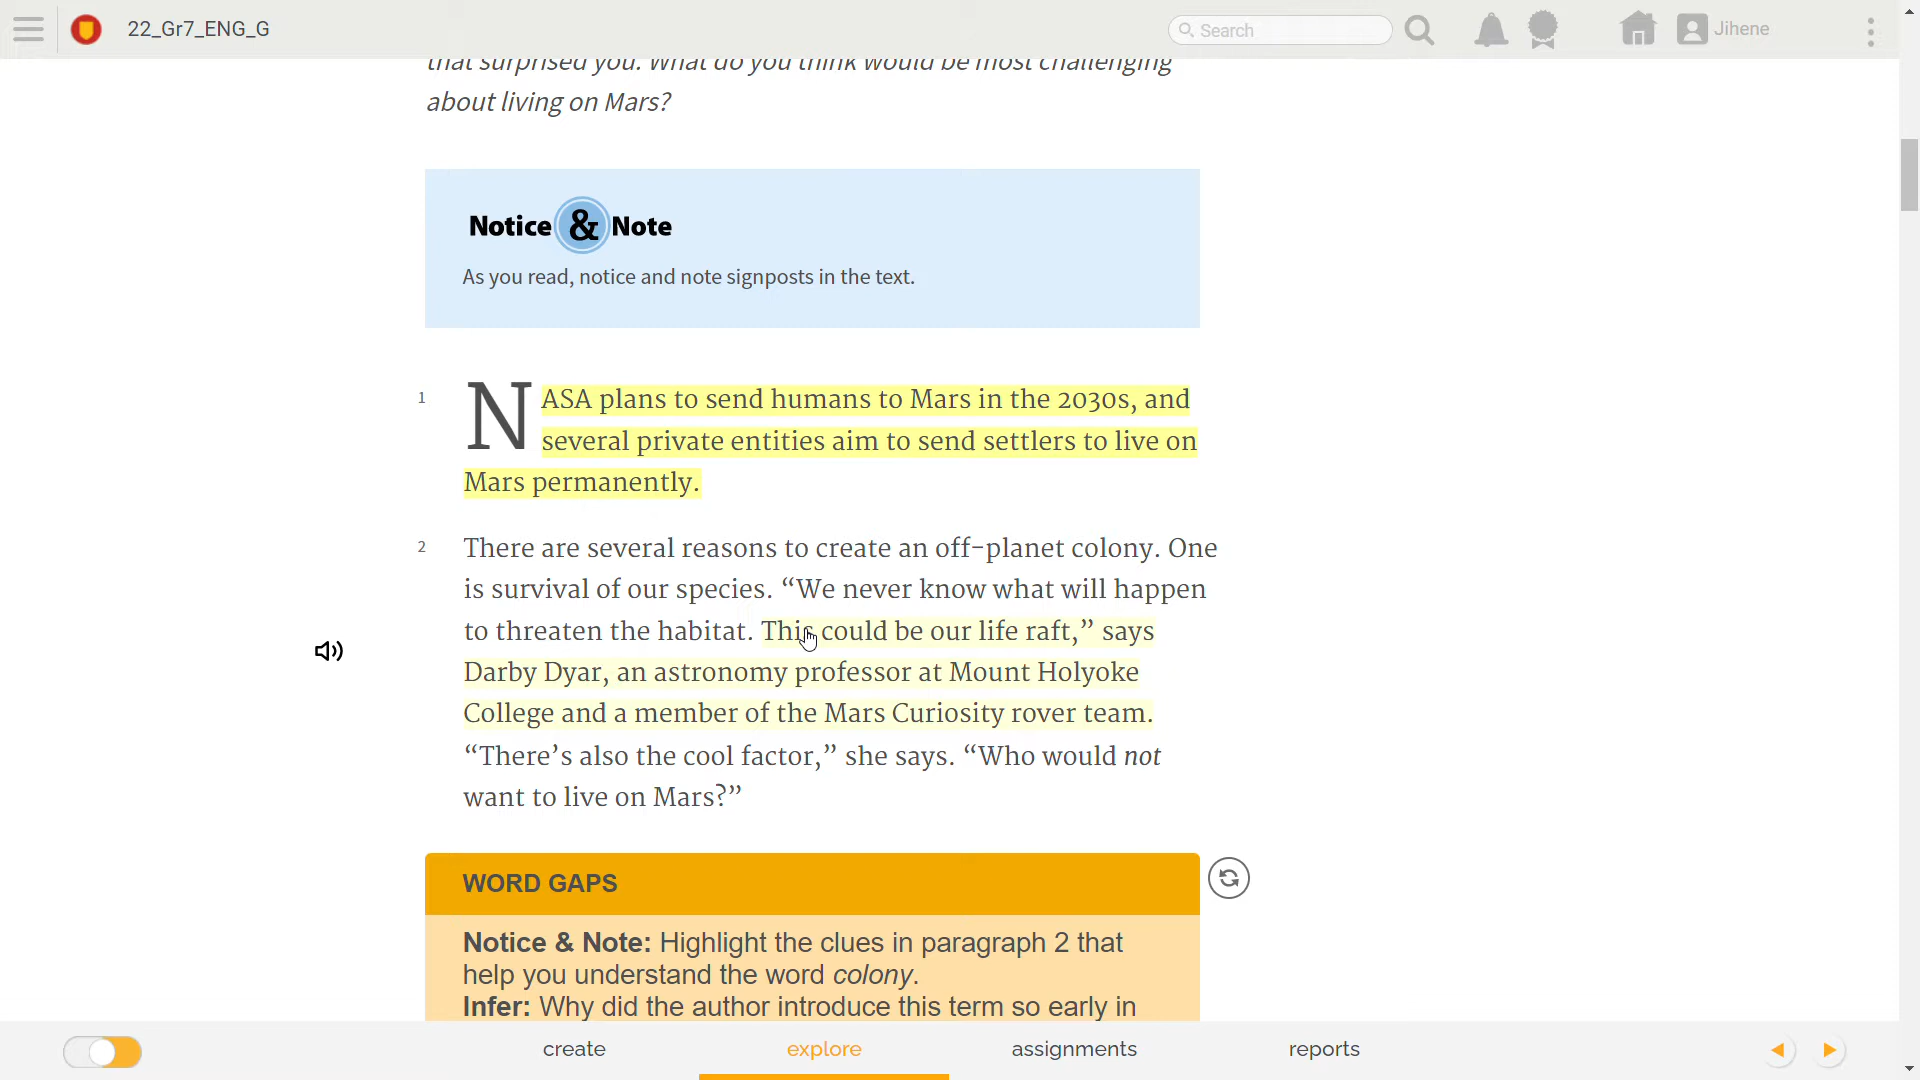 22_Gr7_ENG_G
Search
Jihene
that surprised you. What do you think would be most challenging
about living on Mars?
Notice & Note
As you read, notice and note signposts in the text.
1
NASA plans to send humans to Mars in the 2030s, and
several private entities aim to send settlers to live on
Mars permanently.
2
There are several reasons to create an off-planet colony. One
is survival of our species. “We never know what will happen
to threaten the habitat. This could be our life raft,” says
Darby Dyar, an astronomy professor at Mount Holyoke
College and a member of the Mars Curiosity rover team.
“There’s also the cool factor,” she says. “Who would not
want to live on Mars?”
WORD GAPS
Notice & Note: Highlight the clues in paragraph 2 that
help you understand the word colony.
Infer: Why did the author introduce this term so early in
create
explore
assignments
reports